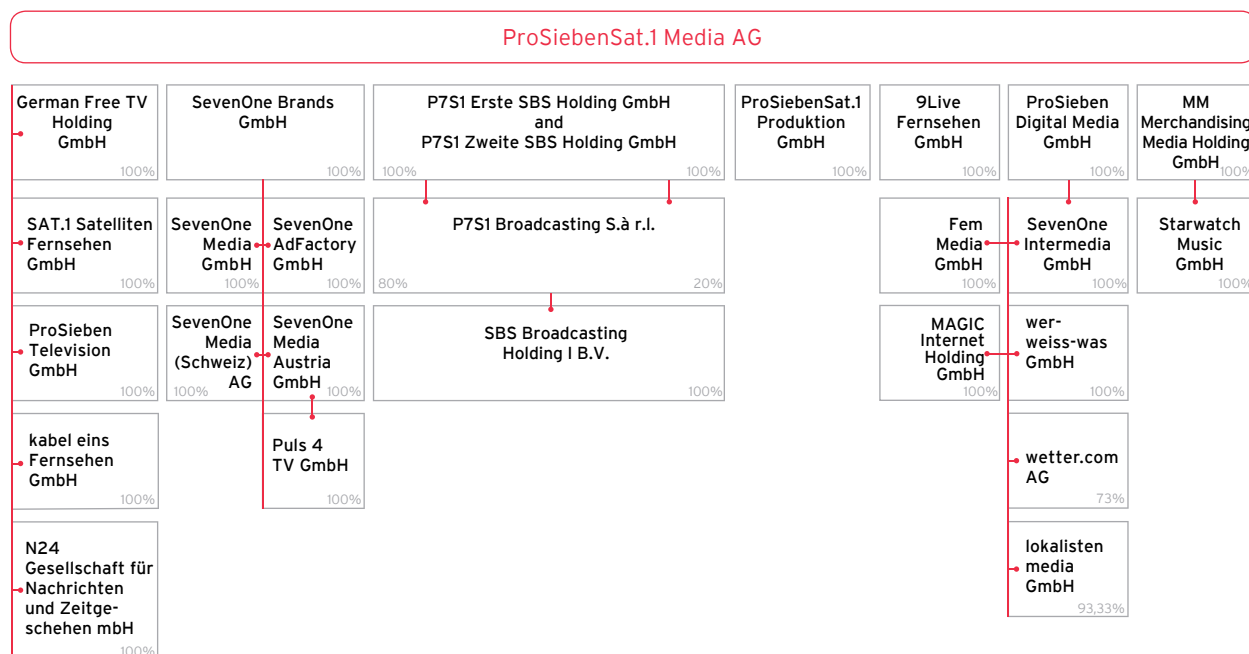 ProSiebenSat.1 Media AG
German Free TV
Holding
GmbH
100%
SevenOne Brands
GmbH
100%
P7S1 Erste SBS Holding GmbH
and
P7S1 Zweite SBS Holding GmbH
100%
100%
ProSiebenSat.1
Produktion
GmbH
100%
9Live
Fernsehen
GmbH
100%
ProSieben
Digital Media
GmbH
100%
MM
Merchandising
Media Holding
GmbH
100%
SAT.1 Satelliten
Fernsehen
GmbH
100%
SevenOne
Media
GmbH
100%
SevenOne
AdFactory
GmbH
100%
P7S1 Broadcasting S.à r.l.
80%
20%
Fem
Media
GmbH
100%
SevenOne
Intermedia
GmbH
100%
Starwatch
Music
GmbH
100%
ProSieben
Television
GmbH
100%
SevenOne
Media
(Schweiz)
AG
100%
SevenOne
Media
Austria
GmbH
100%
SBS Broadcasting
Holding I B.V.
100%
MAGIC
Internet
Holding
GmbH
100%
wer-
weiss-was
GmbH
100%
kabel eins
Fernsehen
GmbH
100%
Puls 4
TV GmbH
100%
wetter.com
AG
73%
N24
Gesellschaft für
Nachrichten
und Zeitge-
schehen mbH
100%
lokalisten
media
GmbH
93,33%